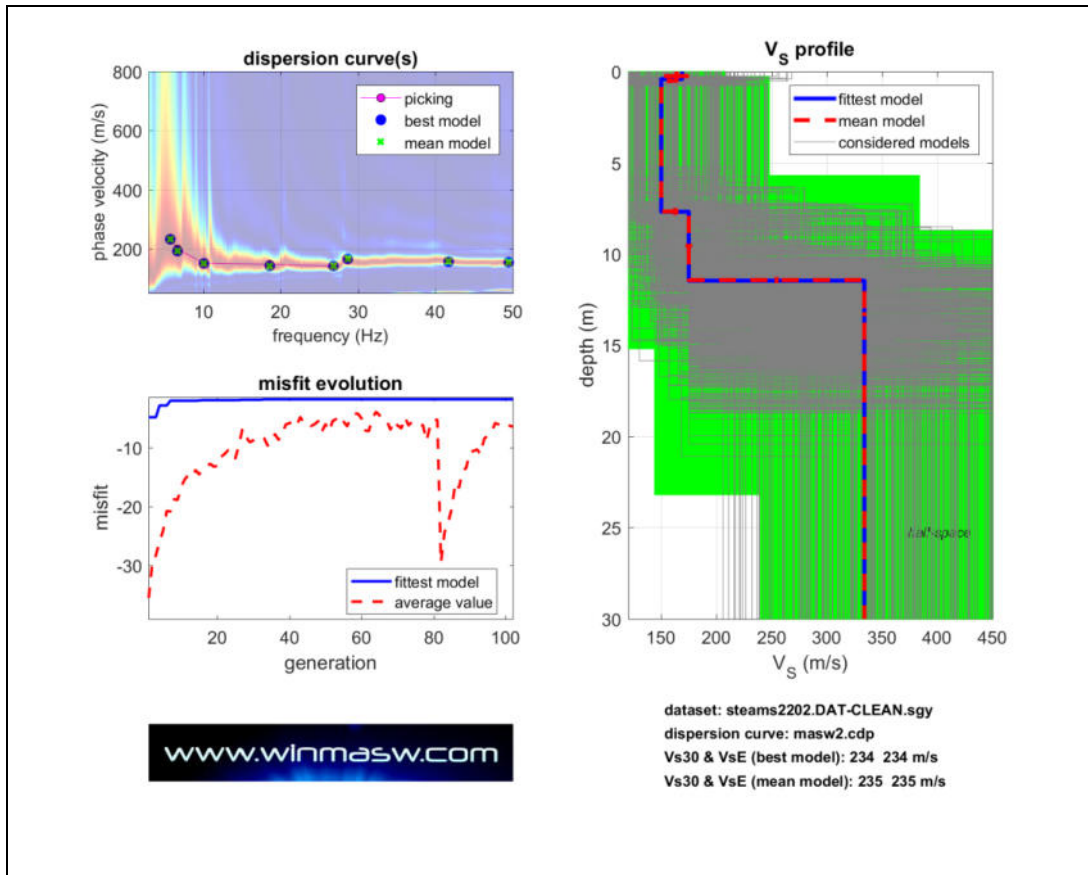 dispersion curve(s)
800
600
400
200
phase velocity (m/s)
picking
best model
mean model
10 20 30 40 50
frequency (Hz)
misfit evolution
-10
-20
-30
misfit
fittest model
average value
20 40 60 80 100
generation
www.winmasw.com
VS profile
0
5
10
15
20
25
30
depth (m)
fittest model
mean model
considered models
half-space
150 200 250 300 350 400 450
VS (m/s)
dataset: steams2202.DAT-CLEAN.sgy
dispersion curve: masw2.cdp
Vs30 & VsE (best model): 234 234 m/s
Vs30 & VsE (mean model): 235 235 m/s